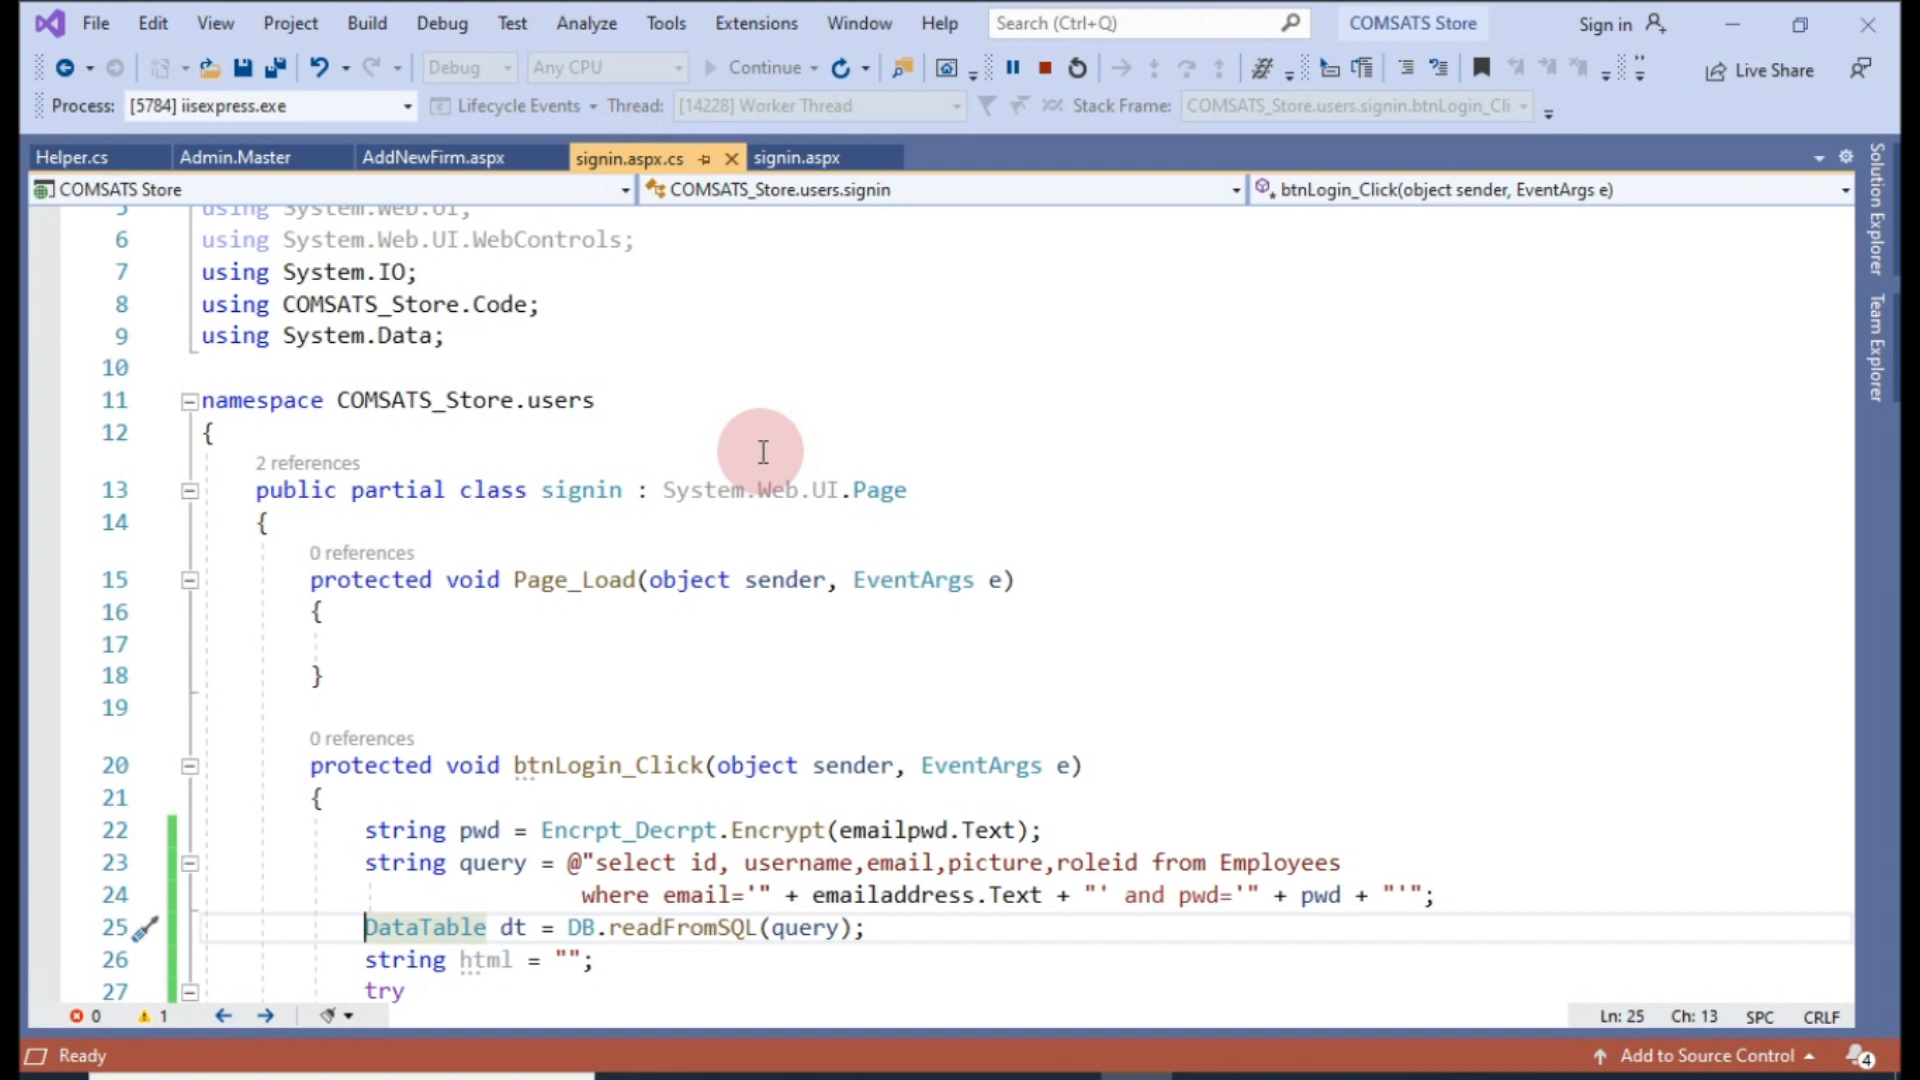 File Edit View Project Build Debug Test Analyze Tools Extensions Window Help Search (Ctrl+Q) COMSATS Store Sign in
Debug Any CPU Continue Live Share
Process: [5784] iisexpress.exe Lifecycle Events Thread: [14228] Worker Thread Stack Frame: COMSATS_Store.users.signin.btnLogin_Cli
Helper.cs Admin.Master AddNewFirm.aspx signin.aspx.cs signin.aspx
COMSATS Store COMSATS_Store.users.signin btnLogin_Click(object sender, EventArgs e)
Solution Explorer
Team Explorer
5 using System.Web.UI;
6 using System.Web.UI.WebControls;
7 using System.IO;
8 using COMSATS_Store.Code;
9 using System.Data;
10
11 namespace COMSATS_Store.users
12 {
2 references
13 public partial class signin : System.Web.UI.Page
14 {
0 references
15 protected void Page_Load(object sender, EventArgs e)
16 {
17
18 }
19
0 references
20 protected void btnLogin_Click(object sender, EventArgs e)
21 {
22 string pwd = Encrpt_Decrpt.Encrypt(emailpwd.Text);
23 string query = @"select id, username,email,picture,roleid from Employees
24 where email='" + emailaddress.Text + "' and pwd='" + pwd + "'";
25 DataTable dt = DB.readFromSQL(query);
26 string html = "";
27 try
0 1 Ln: 25 Ch: 13 SPC CRLF
Ready Add to Source Control 4